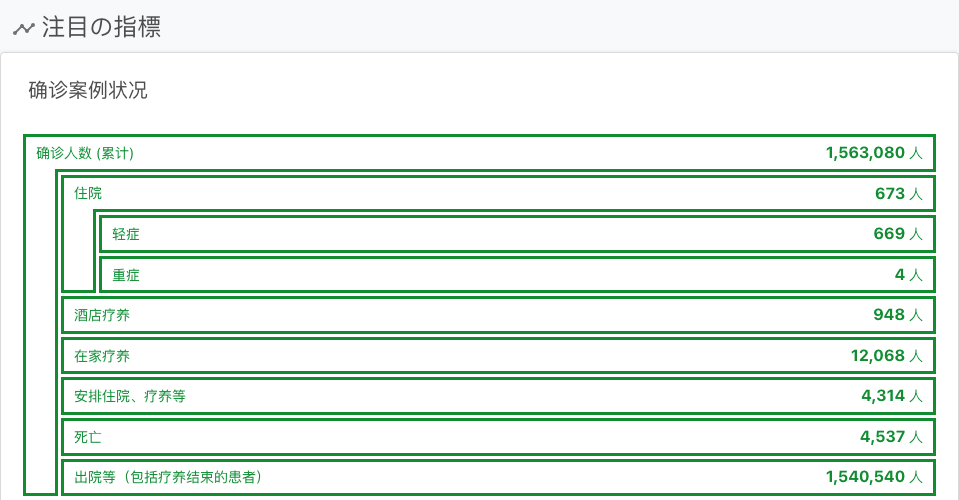 注目の指標
确诊案例状况
确诊人数 (累计) 1,563,080 人
住院 673 人
轻症 669 人
重症 4 人
酒店疗养 948 人
在家疗养 12,068 人
安排住院、疗养等 4,314 人
死亡 4,537 人
出院等（包括疗养结束的患者） 1,540,540 人